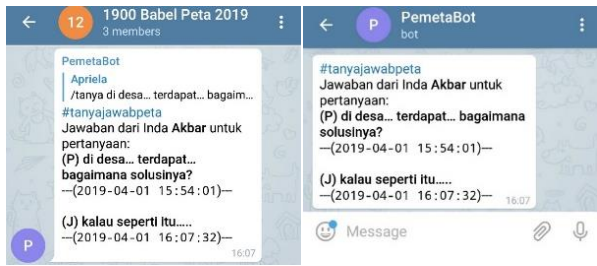 12
1900 Babel Peta 2019
3 members
PemetaBot
Apriela
/tanya di desa... terdapat... bagaim...
#tanyajawabpeta
Jawaban dari Inda Akbar untuk
pertanyaan:
(P) di desa... terdapat...
bagaimana solusinya?
---(2019-04-01 15:54:01)---
(J) kalau seperti itu.....
---(2019-04-01 16:07:32)---
16:07
P
P
PemetaBot
bot
#tanyajawabpeta
Jawaban dari Inda Akbar untuk
pertanyaan:
(P) di desa... terdapat... bagaimana
solusinya?
---(2019-04-01 15:54:01)---
(J) kalau seperti itu.....
---(2019-04-01 16:07:32)---
16:07
Message